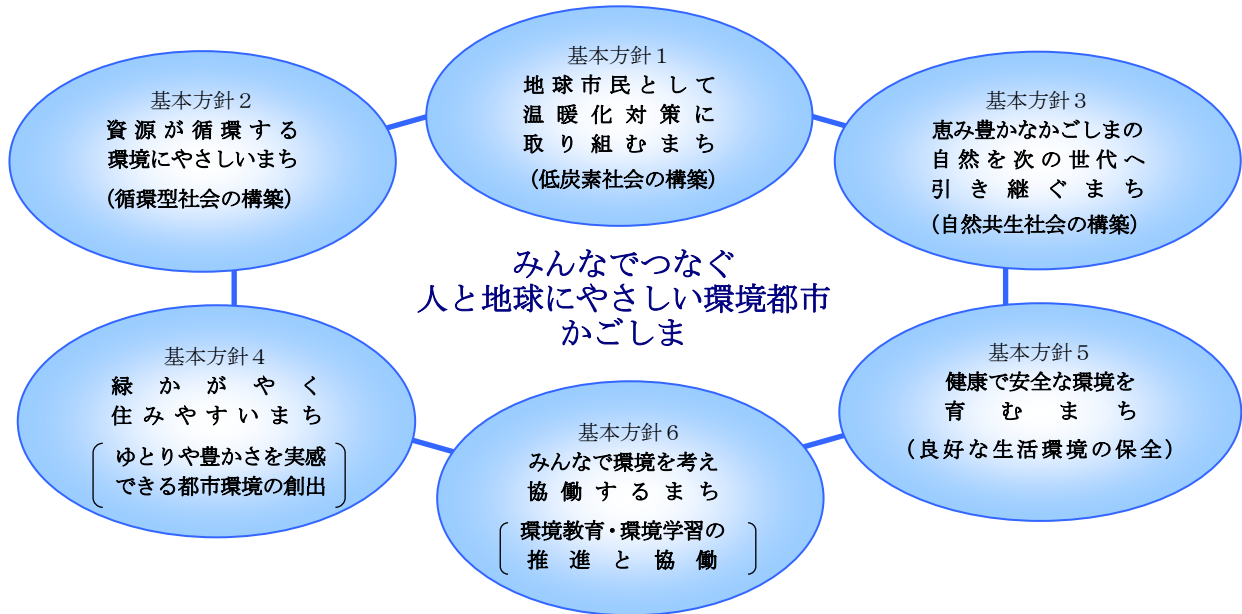 基本方針１
地球市民として
温暖化対策に
取り組むまち
（低炭素社会の構築）
基本方針２
資源が循環する
環境にやさしいまち
（循環型社会の構築）
基本方針３
恵み豊かなかごしまの
自然を次の世代へ
引き継ぐまち
（自然共生社会の構築）
みんなでつなぐ
人と地球にやさしい環境都市
かごしま
基本方針４
緑かがやく
住みやすいまち
ゆとりや豊かさを実感
できる都市環境の創出
基本方針５
健康で安全な環境を
育むまち
（良好な生活環境の保全）
基本方針６
みんなで環境を考え
協働するまち
環境教育・環境学習の
推進と協働